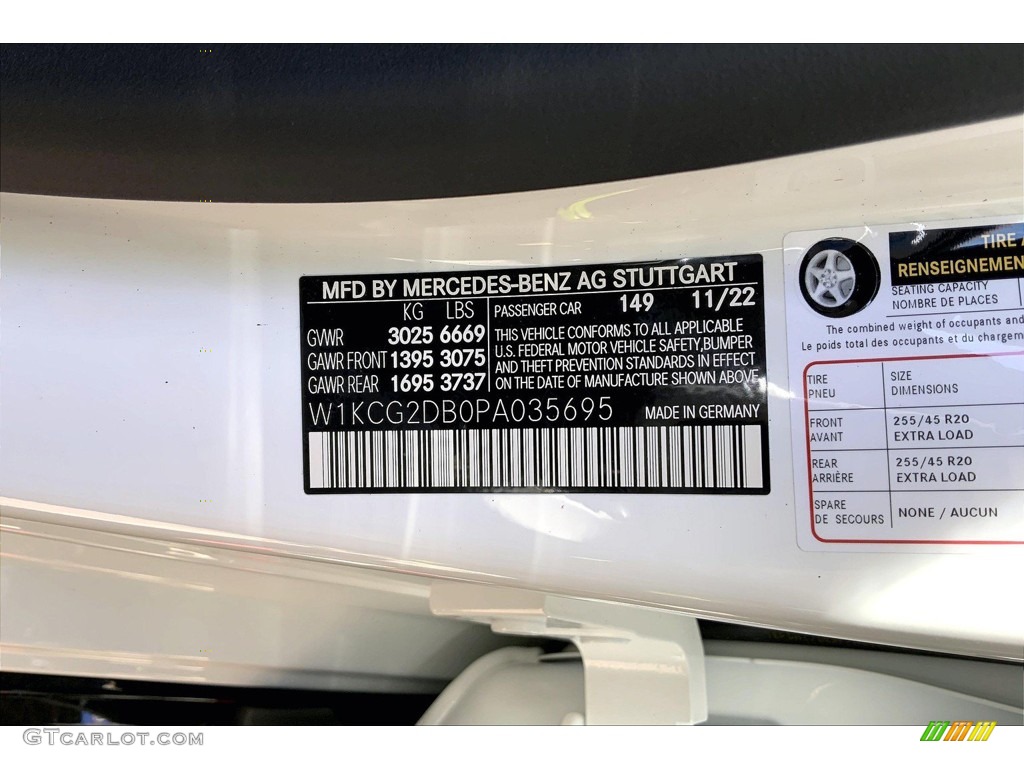 MFD BY MERCEDES-BENZ AG STUTTGART
KG LBS
GVWR 3025 6669
GAWR FRONT 1395 3075
GAWR REAR 1695 3737
PASSENGER CAR 149 11/22
THIS VEHICLE CONFORMS TO ALL APPLICABLE
U.S. FEDERAL MOTOR VEHICLE SAFETY,BUMPER
AND THEFT PREVENTION STANDARDS IN EFFECT
ON THE DATE OF MANUFACTURE SHOWN ABOVE
W1KCG2DB0PA035695 MADE IN GERMANY
TIRE
RENSEIGNEMEN
SEATING CAPACITY
NOMBRE DE PLACES
The combined weight of occupants and
Le poids total des occupants et du chargem
TIRE
PNEU
SIZE
DIMENSIONS
FRONT
AVANT
255/45 R20
EXTRA LOAD
REAR
ARRIÈRE
255/45 R20
EXTRA LOAD
SPARE
DE SECOURS
NONE / AUCUN
GTCARLOT.COM